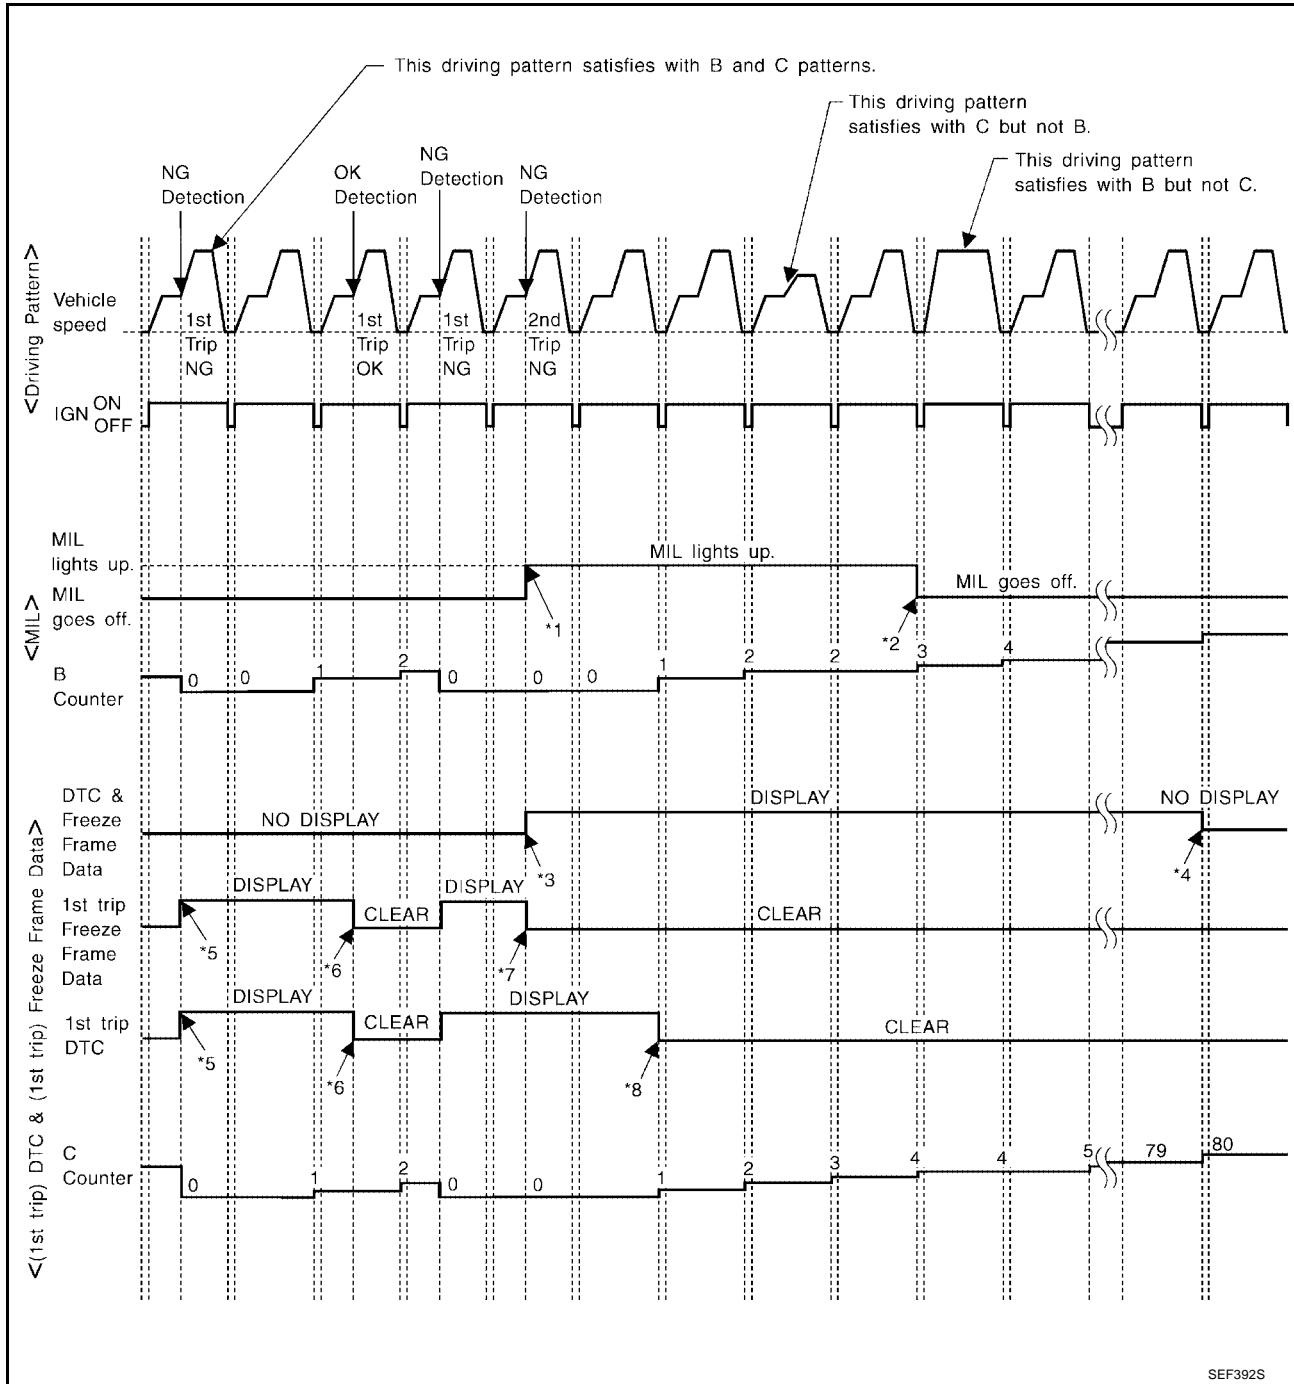 This driving pattern satisfies with B and C patterns.
This driving pattern
satisfies with C but not B.
This driving pattern
satisfies with B but not C.
NG
Detection
OK
Detection
NG
Detection
NG
Detection
<Driving Pattern>
Vehicle
speed
1st
Trip
NG
1st
Trip
OK
1st
Trip
NG
2nd
Trip
NG
IGN ON
OFF
<MIL>
MIL
lights up.
MIL
goes off.
MIL lights up.
MIL goes off.
*1
*2
B
Counter
0 0 1 2 0 0 0 1 2 2 3 4
<(1st trip) DTC & (1st trip) Freeze Frame Data>
DTC &
Freeze
Frame
Data
NO DISPLAY
DISPLAY
NO DISPLAY
*3
*4
1st trip
Freeze
Frame
Data
DISPLAY
CLEAR
DISPLAY
CLEAR
*5
*6
*7
1st trip
DTC
DISPLAY
CLEAR
DISPLAY
CLEAR
*5
*6
*8
C
Counter
0 1 2 0 0 1 2 3 4 4 5 79 80
SEF392S